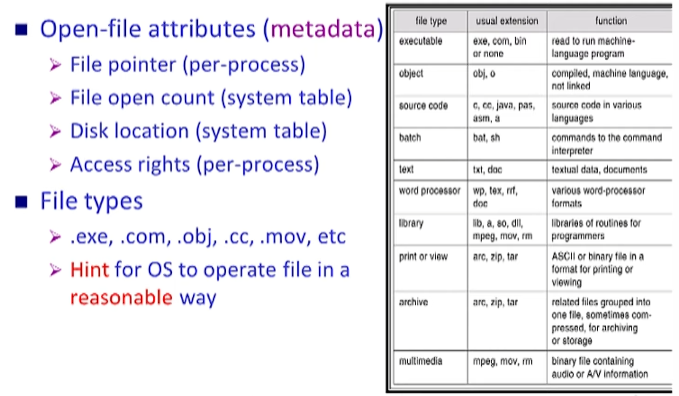 Open-file attributes (metadata)
File pointer (per-process)
File open count (system table)
Disk location (system table)
Access rights (per-process)
File types
.exe, .com, .obj, .cc, .mov, etc
Hint for OS to operate file in a
reasonable way
file type usual extension function
executable exe, com, bin read to run machine-
or none language program
object obj, o compiled, machine language,
not linked
source code c, cc, java, pas, source code in various
asm, a languages
batch bat, sh commands to the command
interpreter
text txt, doc textual data, documents
word processor wp, tex, rrf, various word-processor
doc formats
library lib, a, so, dll, libraries of routines for
mpeg, mov, rm programmers
print or view arc, zip, tar ASCII or binary file in a
format for printing or
viewing
archive arc, zip, tar related files grouped into
one file, sometimes com-
pressed, for archiving
or storage
multimedia mpeg, mov, rm binary file containing
audio or A/V information